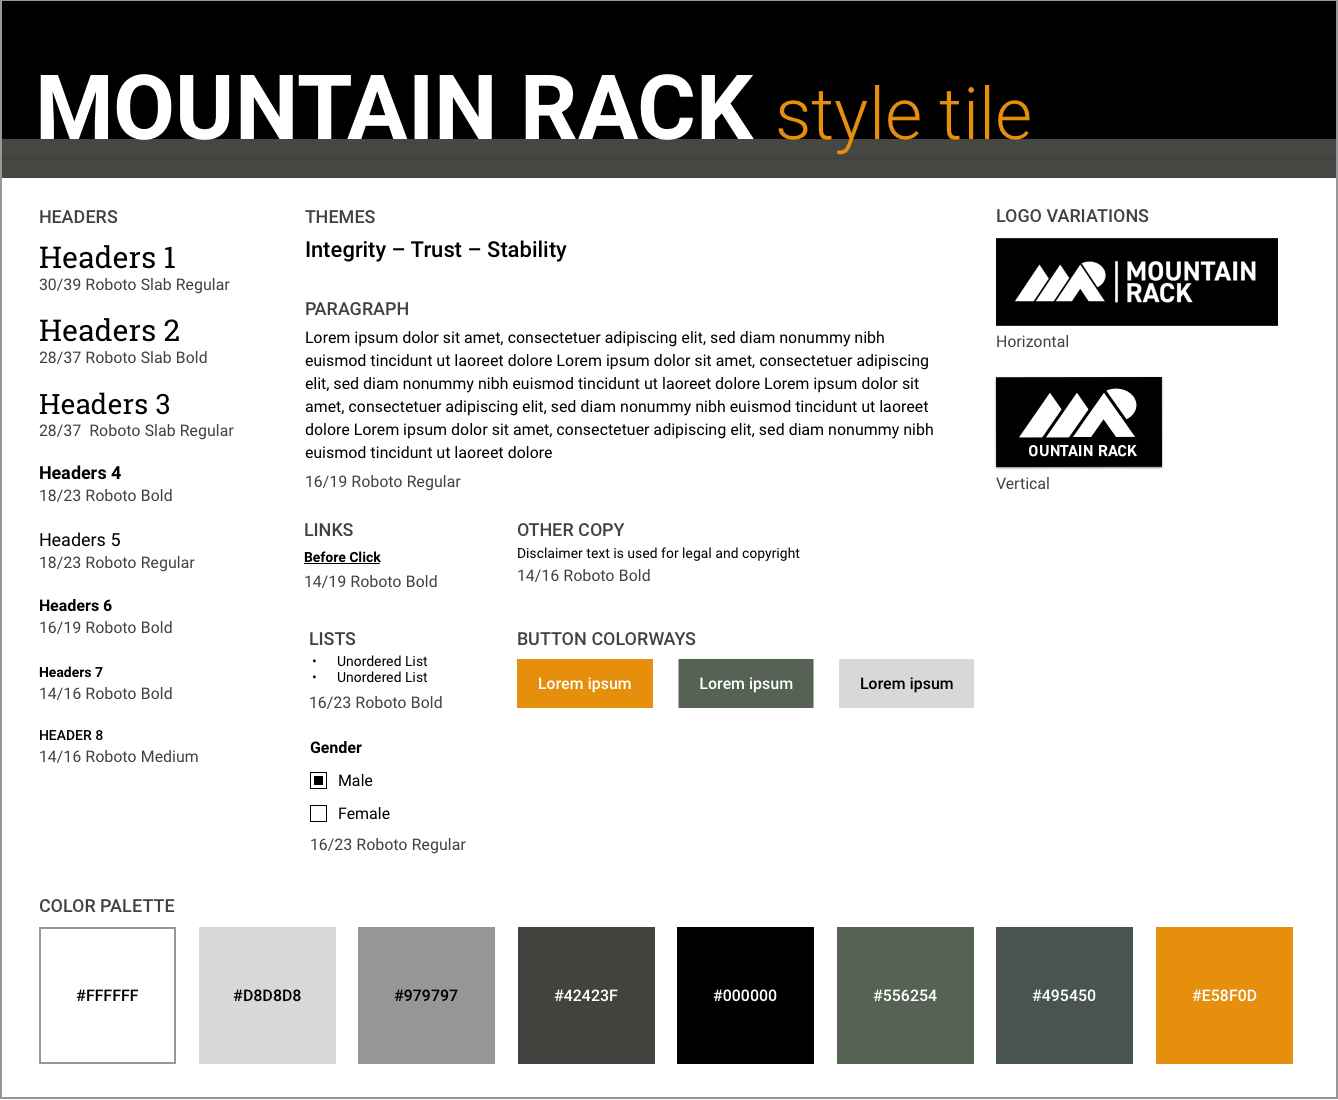 MOUNTAIN RACK style tile
HEADERS
Headers 1
30/39 Roboto Slab Regular
Headers 2
28/37 Roboto Slab Bold
Headers 3
28/37  Roboto Slab Regular
Headers 4
18/23 Roboto Bold
Headers 5
18/23 Roboto Regular
Headers 6
16/19 Roboto Bold
Headers 7
14/16 Roboto Bold
HEADER 8
14/16 Roboto Medium
THEMES
Integrity – Trust – Stability
PARAGRAPH
Lorem ipsum dolor sit amet, consectetuer adipiscing elit, sed diam nonummy nibh
euismod tincidunt ut laoreet dolore Lorem ipsum dolor sit amet, consectetuer adipiscing
elit, sed diam nonummy nibh euismod tincidunt ut laoreet dolore Lorem ipsum dolor sit
amet, consectetuer adipiscing elit, sed diam nonummy nibh euismod tincidunt ut laoreet
dolore Lorem ipsum dolor sit amet, consectetuer adipiscing elit, sed diam nonummy nibh
euismod tincidunt ut laoreet dolore
16/19 Roboto Regular
LINKS
Before Click
14/19 Roboto Bold
OTHER COPY
Disclaimer text is used for legal and copyright
14/16 Roboto Bold
LISTS
• Unordered List
• Unordered List
16/23 Roboto Bold
Gender
Male
Female
16/23 Roboto Regular
BUTTON COLORWAYS
Lorem ipsum
Lorem ipsum
Lorem ipsum
LOGO VARIATIONS
MOUNTAIN
RACK
Horizontal
OUNTAIN RACK
Vertical
COLOR PALETTE
#FFFFFF
#D8D8D8
#979797
#42423F
#000000
#556254
#495450
#E58F0D